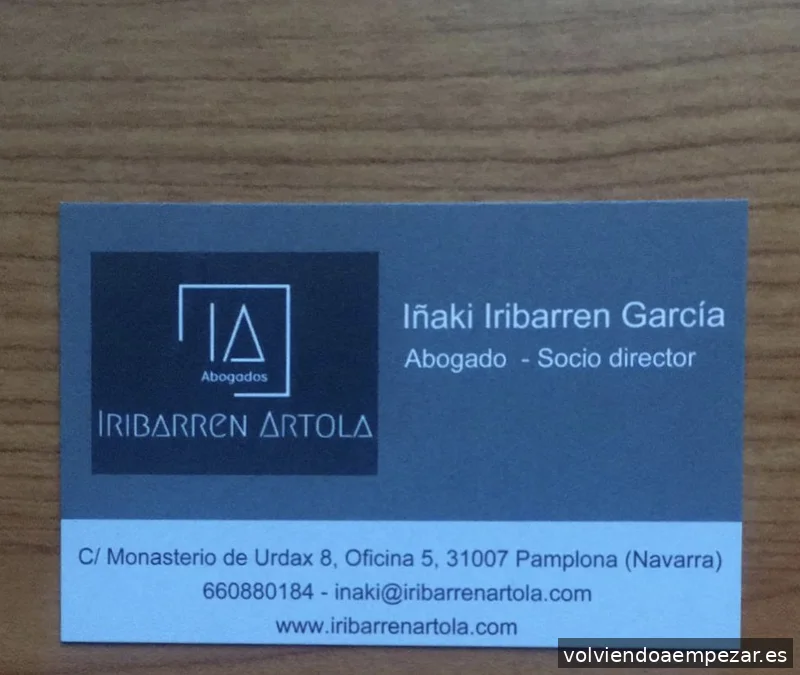 IA
Abogados
IRIBARREN ARTOLA
Iñaki Iribarren García
Abogado - Socio director
C/ Monasterio de Urdax 8, Oficina 5, 31007 Pamplona (Navarra)
660880184 - inaki@iribarrenartola.com
www.iribarrenartola.com
volviendoaempezar.es